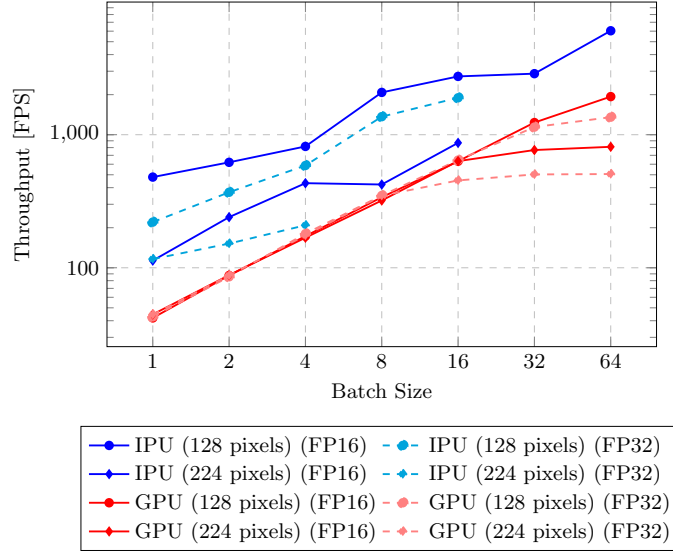 1,000
100
Throughput [FPS]
1 2 4 8 16 32 64
Batch Size
IPU (128 pixels) (FP16) IPU (128 pixels) (FP32)
IPU (224 pixels) (FP16) IPU (224 pixels) (FP32)
GPU (128 pixels) (FP16) GPU (128 pixels) (FP32)
GPU (224 pixels) (FP16) GPU (224 pixels) (FP32)